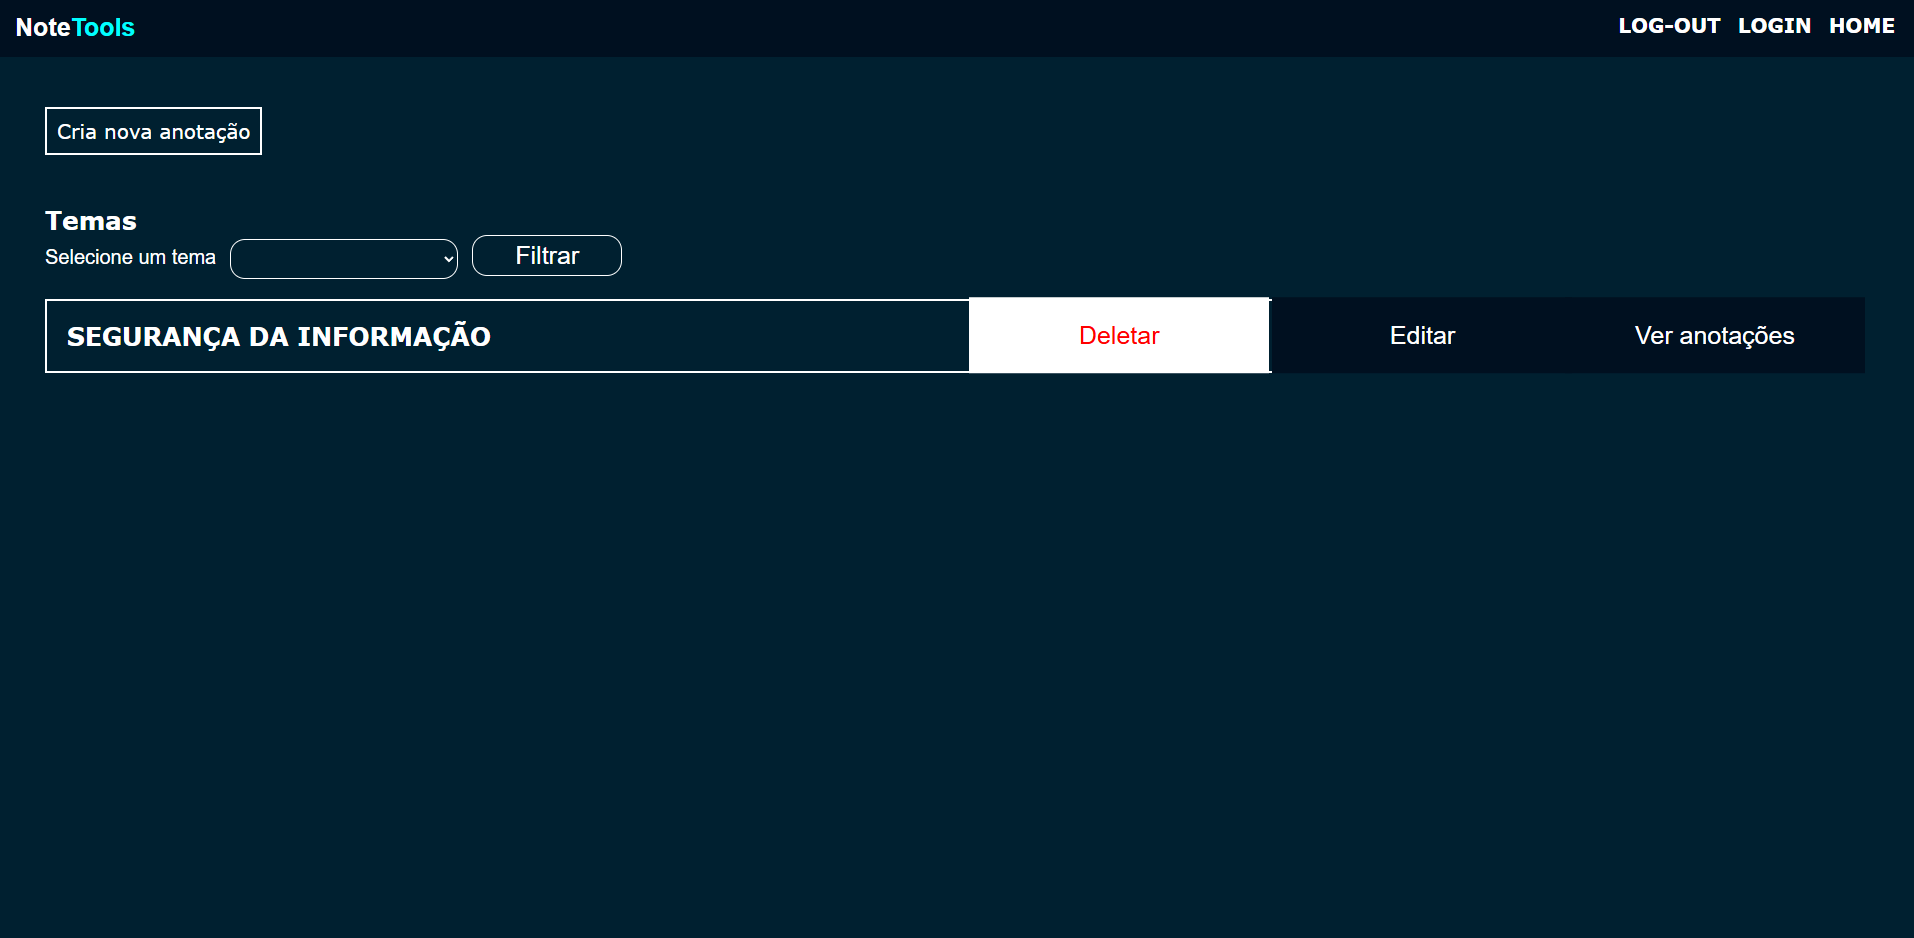 NoteTools
LOG-OUT LOGIN HOME
Cria nova anotação
Temas
Selecione um tema Filtrar
SEGURANÇA DA INFORMAÇÃO Deletar Editar Ver anotações